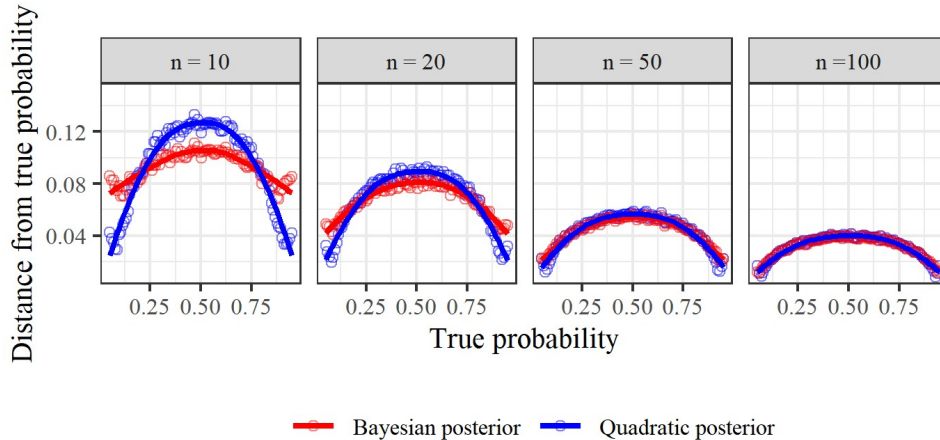 Distance from true probability
n = 10
n = 20
n = 50
n =100
0.12
0.08
0.04
0.25 0.50 0.75
0.25 0.50 0.75
0.25 0.50 0.75
0.25 0.50 0.75
True probability
Bayesian posterior
Quadratic posterior